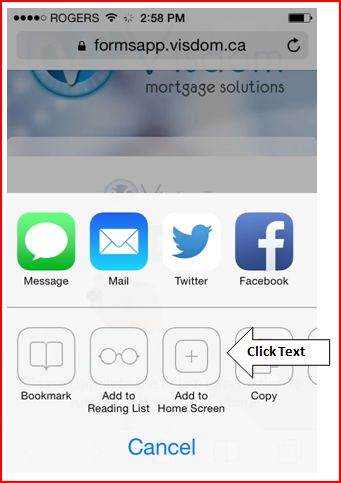 ROGERS 2:58 PM
formsapp.visdom.ca
Visdom
mortgage solutions
Message Mail Twitter Facebook
Click Text
Bookmark Add to Reading List Add to Home Screen Copy
Cancel